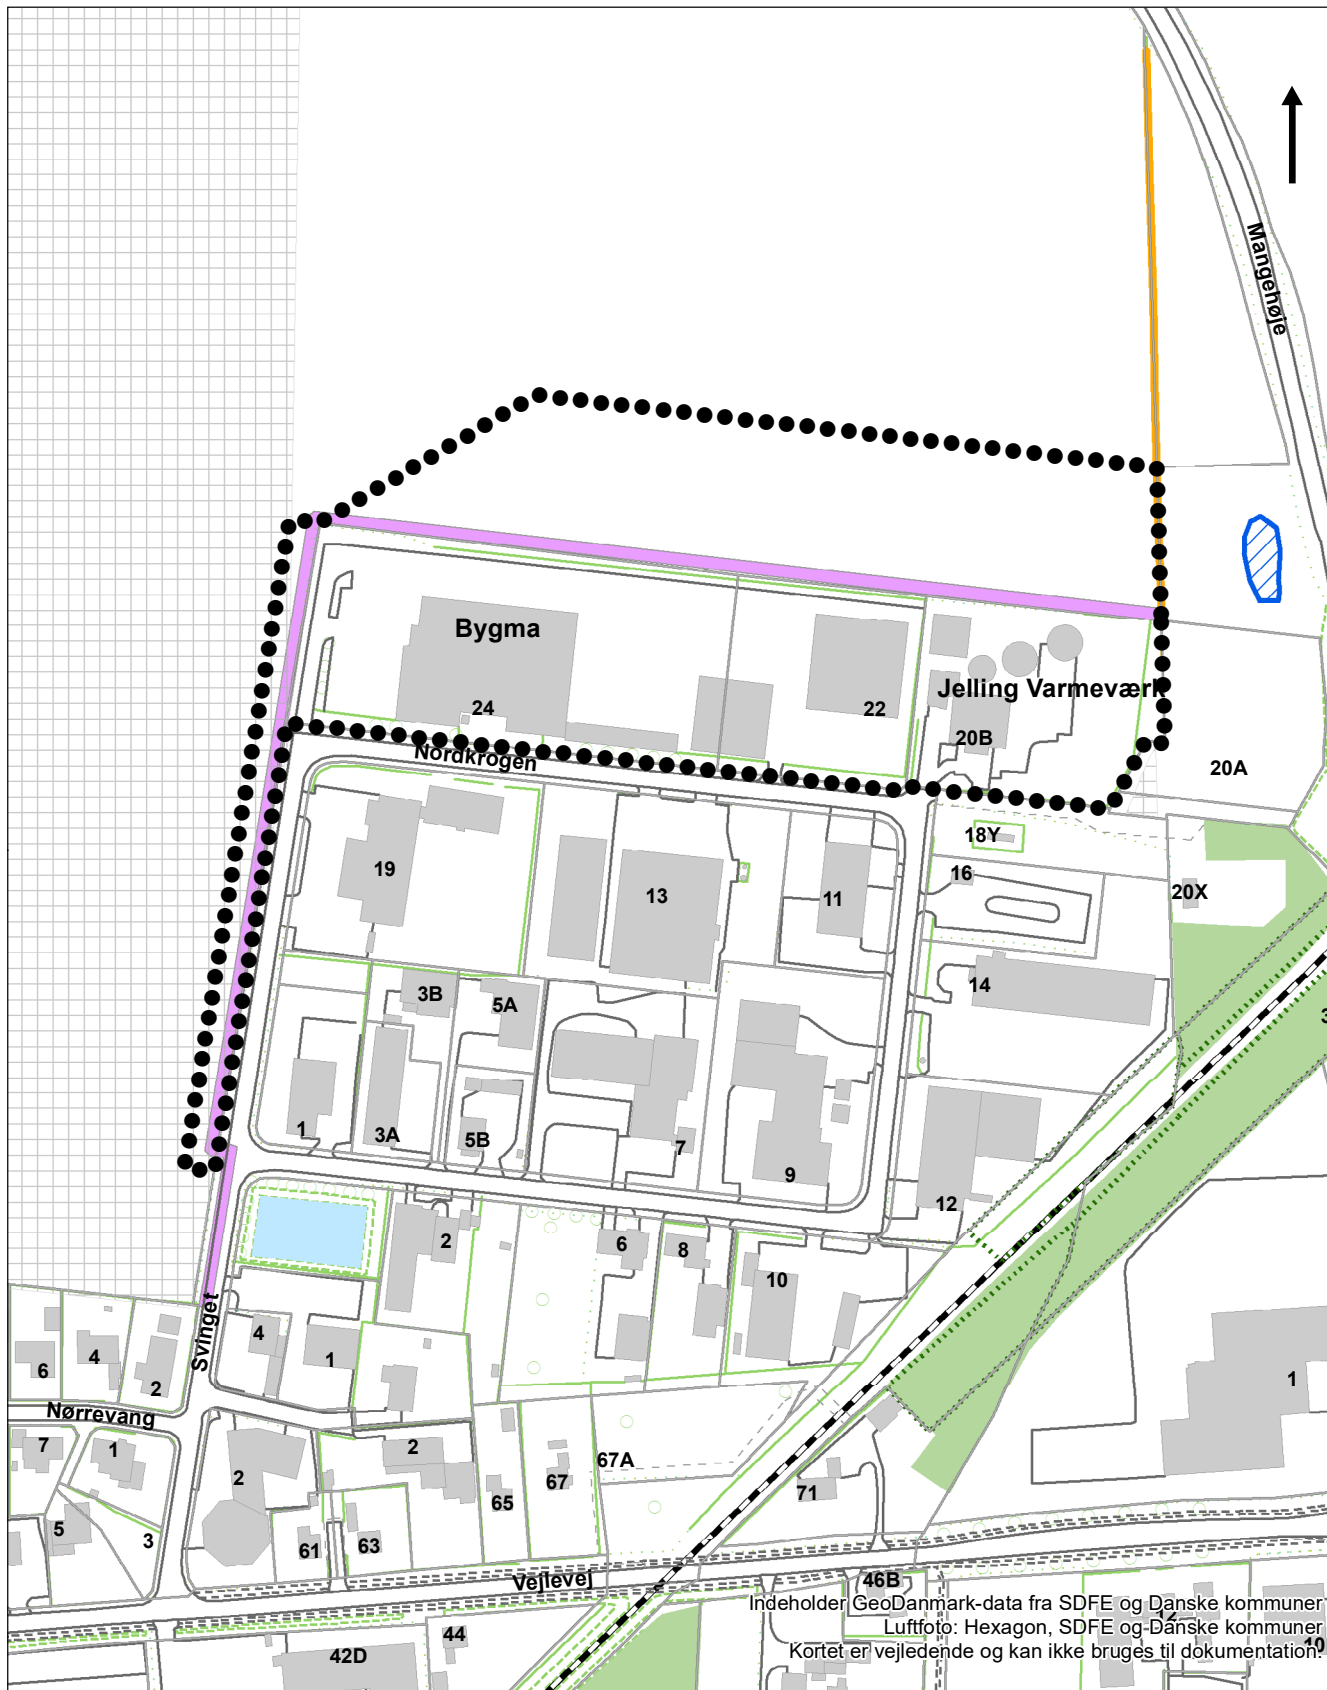 Mangehøje
Bygma
24
22
Jelling Varmeværk
20B
20A
Nordkrogen
18Y
16
20X
19
13
11
14
3B
5A
1
3A
5B
7
9
12
2
6
8
10
Svinget
4
1
6
4
2
1
Nørrevang
7
1
2
2
67A
67
65
71
5
3
61
63
Vejlevej
46B
44
42D
12
10
Indeholder GeoDanmark-data fra SDFE og Danske kommuner
Luftfoto: Hexagon, SDFE og Danske kommuner
Kortet er vejledende og kan ikke bruges til dokumentation.